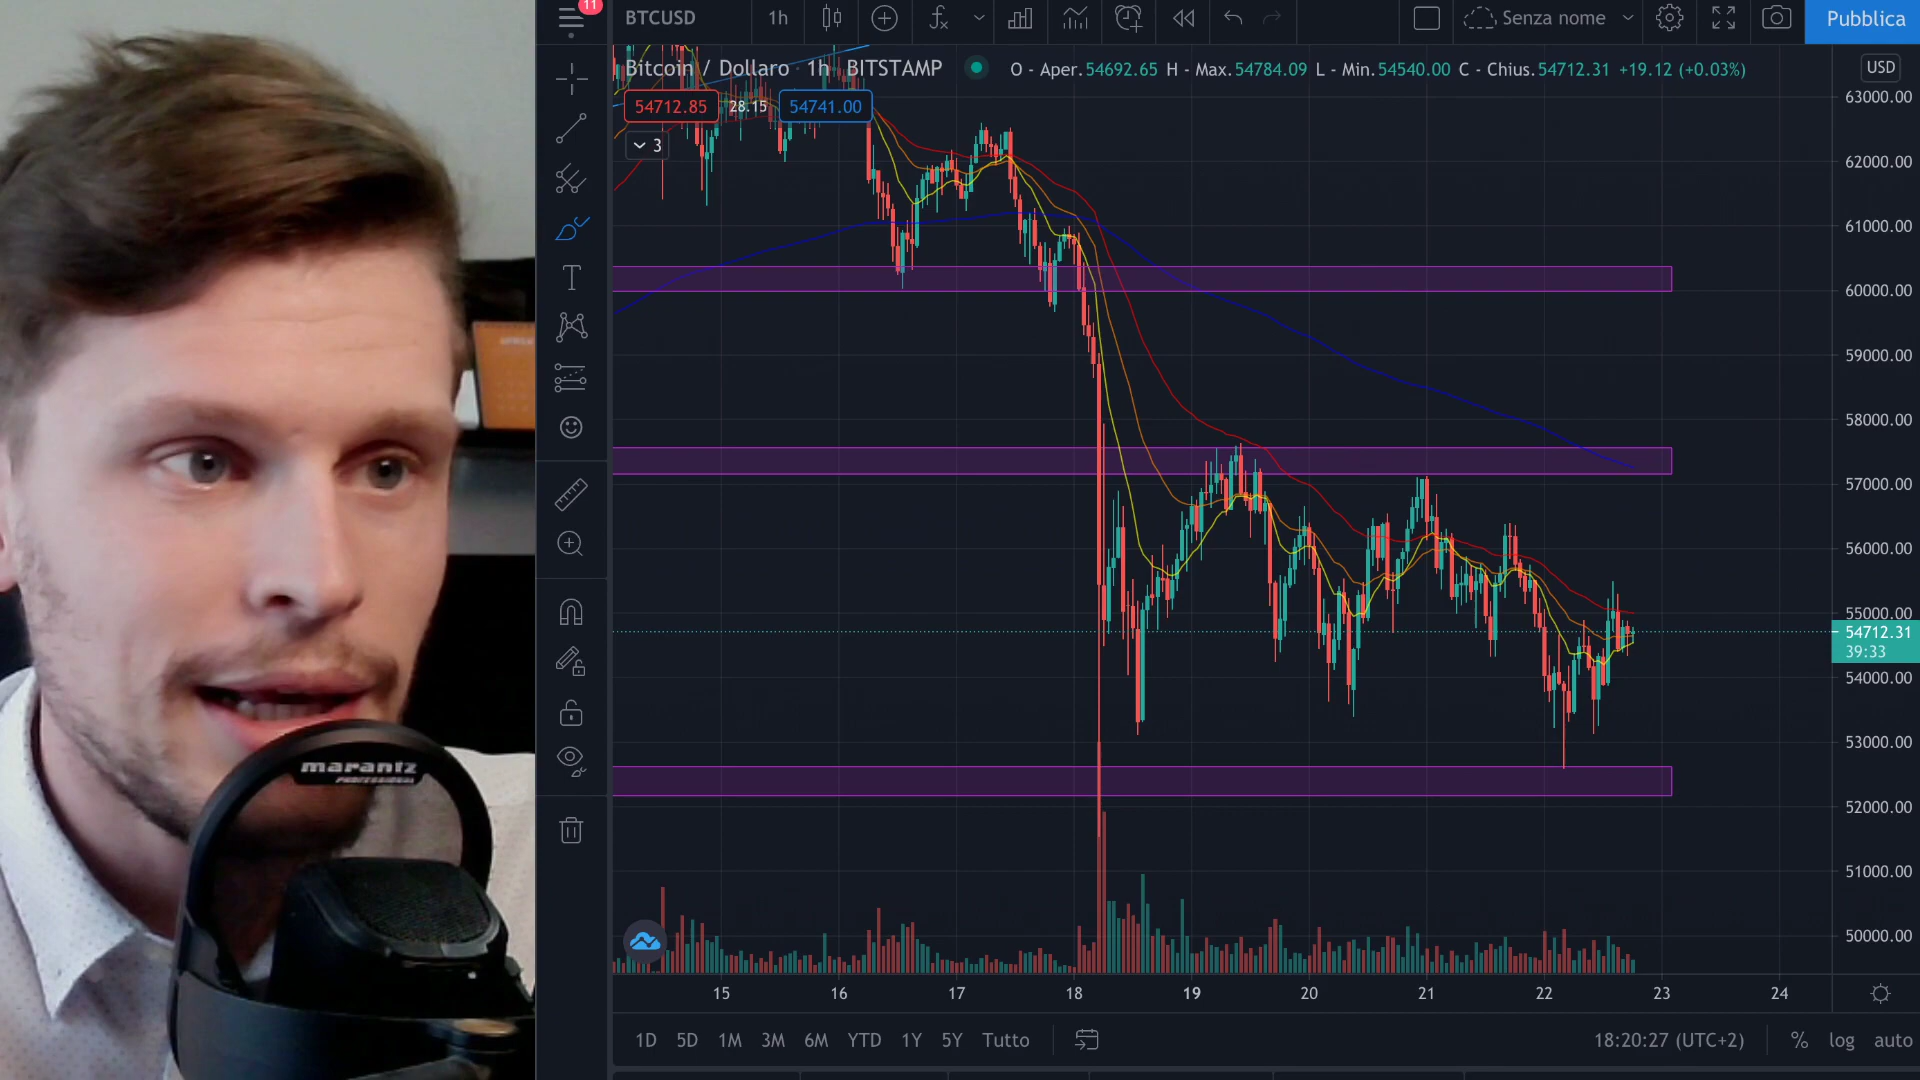 11
BTCUSD 1h Senza nome Pubblica
Bitcoin / Dollaro · 1h · BITSTAMP O - Aper.54692.65 H - Max.54784.09 L - Min.54540.00 C - Chius.54712.31 +19.12 (+0.03%) USD
54712.85 28.15 54741.00
3
63000.00
62000.00
61000.00
60000.00
59000.00
58000.00
57000.00
56000.00
55000.00
54712.31
39:33
54000.00
53000.00
52000.00
51000.00
50000.00
marantz
PROFESSIONAL
15 16 17 18 19 20 21 22 23 24
1D 5D 1M 3M 6M YTD 1Y 5Y Tutto 18:20:27 (UTC+2) % log auto